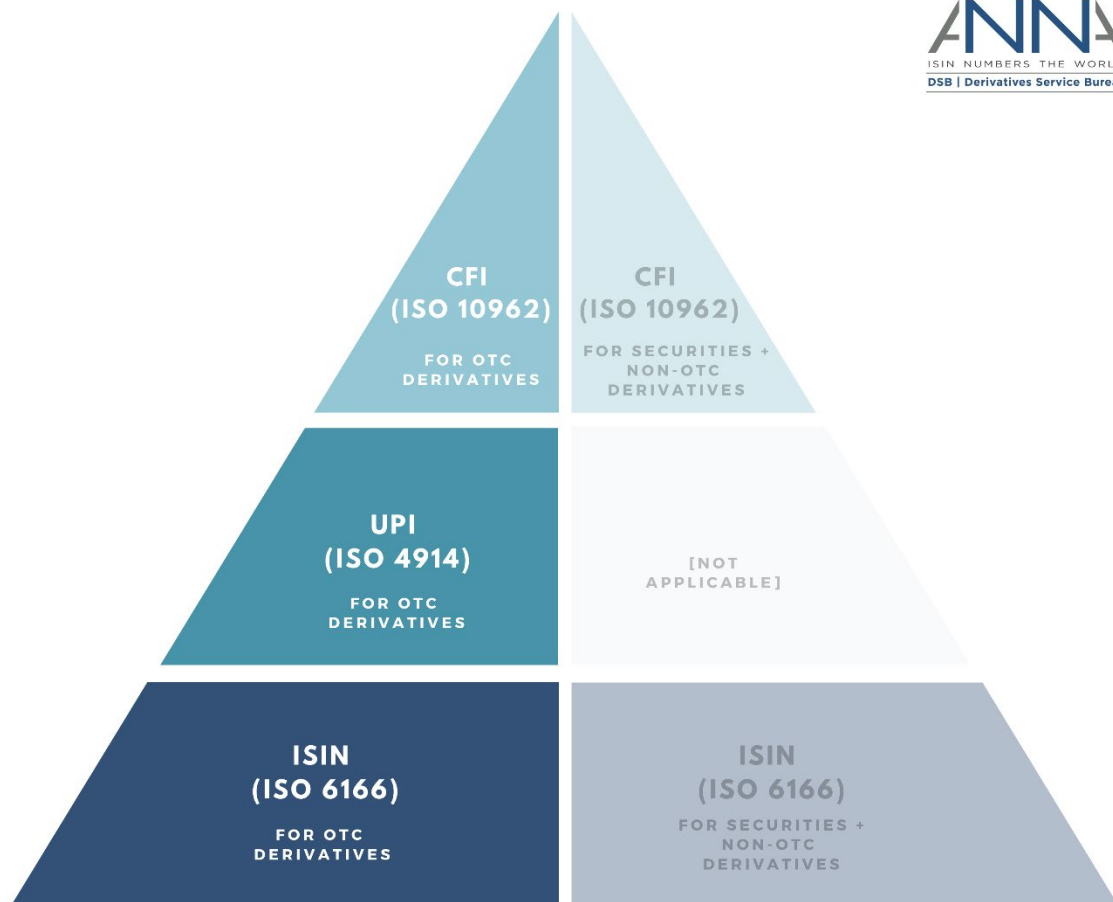 ANNA
ISIN NUMBERS THE WORL
DSB | Derivatives Service Burea
CFI
(ISO 10962)
FOR OTC
DERIVATIVES
CFI
(ISO 10962)
FOR SECURITIES +
NON-OTC
DERIVATIVES
UPI
(ISO 4914)
FOR OTC
DERIVATIVES
[NOT
APPLICABLE]
ISIN
(ISO 6166)
FOR OTC
DERIVATIVES
ISIN
(ISO 6166)
FOR SECURITIES +
NON-OTC
DERIVATIVES